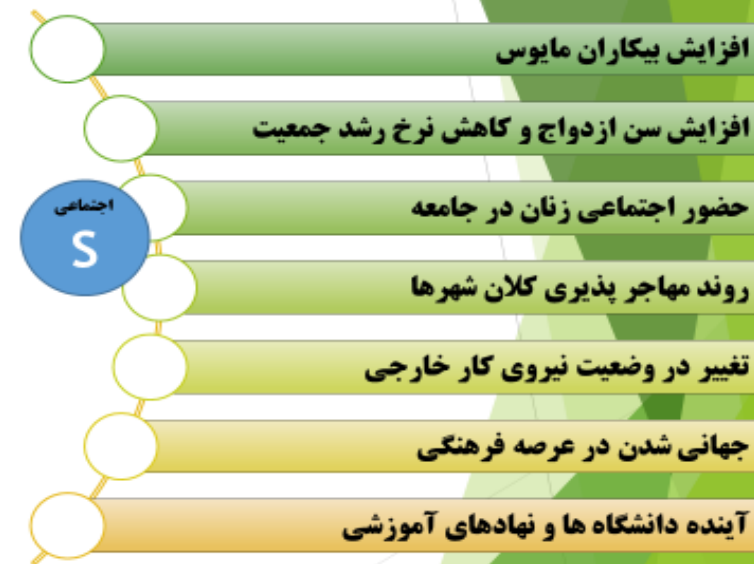 افزایش بیکاران مایوس
افزایش سن ازدواج و کاهش نرخ رشد جمعیت
حضور اجتماعی زنان در جامعه
اجتماعی
S
روند مهاجر پذیری کلان شهرها
تغییر در وضعیت نیروی کار خارجی
جهانی شدن در عرصه فرهنگی
آینده دانشگاه ها و نهادهای آموزشی